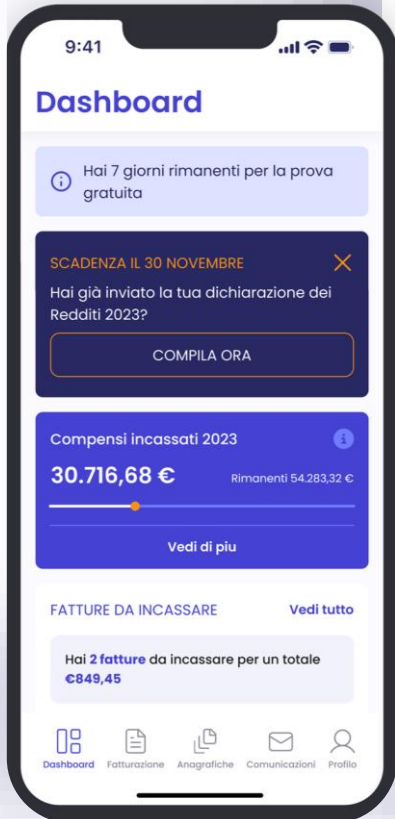 9:41
Dashboard
Hai 7 giorni rimanenti per la prova
gratuita
SCADENZA IL 30 NOVEMBRE
Hai già inviato la tua dichiarazione dei
Redditi 2023?
COMPILA ORA
Compensi incassati 2023
30.716,68 €
Rimanenti 54.283,32 €
Vedi di piu
FATTURE DA INCASSARE
Vedi tutto
Hai 2 fatture da incassare per un totale
€849,45
Dashboard
Fatturazione
Anagrafiche
Comunicazioni
Profilo